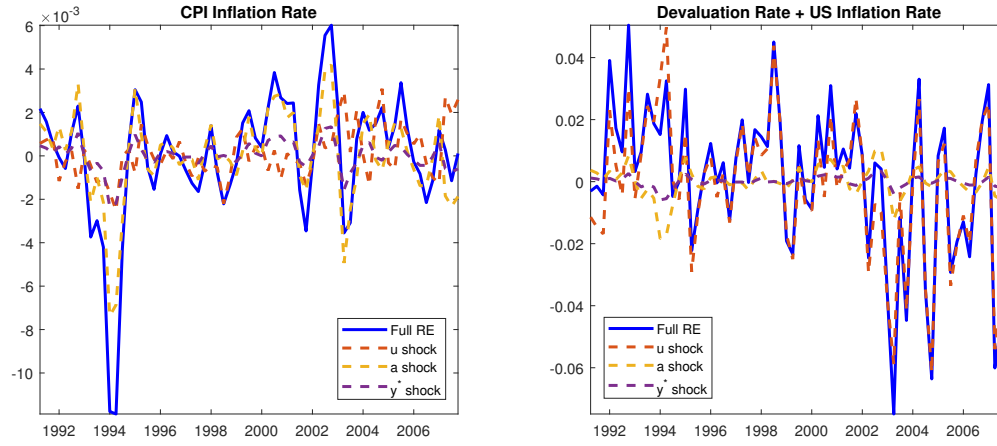 CPI Inflation Rate
×10⁻³
6
4
2
0
-2
-4
-6
-8
-10
1992 1994 1996 1998 2000 2002 2004 2006
Full RE
u shock
a shock
y* shock
Devaluation Rate + US Inflation Rate
0.04
0.02
0
-0.02
-0.04
-0.06
1992 1994 1996 1998 2000 2002 2004 2006
Full RE
u shock
a shock
y* shock